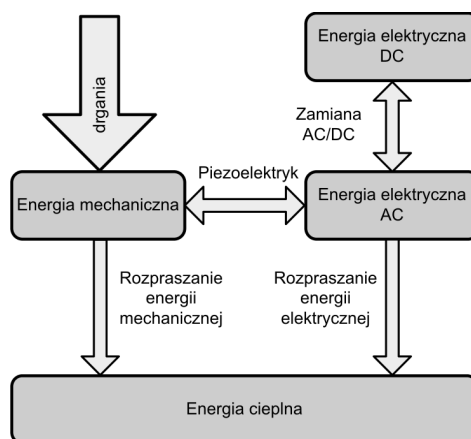 drgania
Energia elektryczna
DC
Zamiana
AC/DC
Piezoelektryk
Energia mechaniczna
Energia elektryczna
AC
Rozpraszanie
energii
mechanicznej
Rozpraszanie
energii
elektrycznej
Energia cieplna